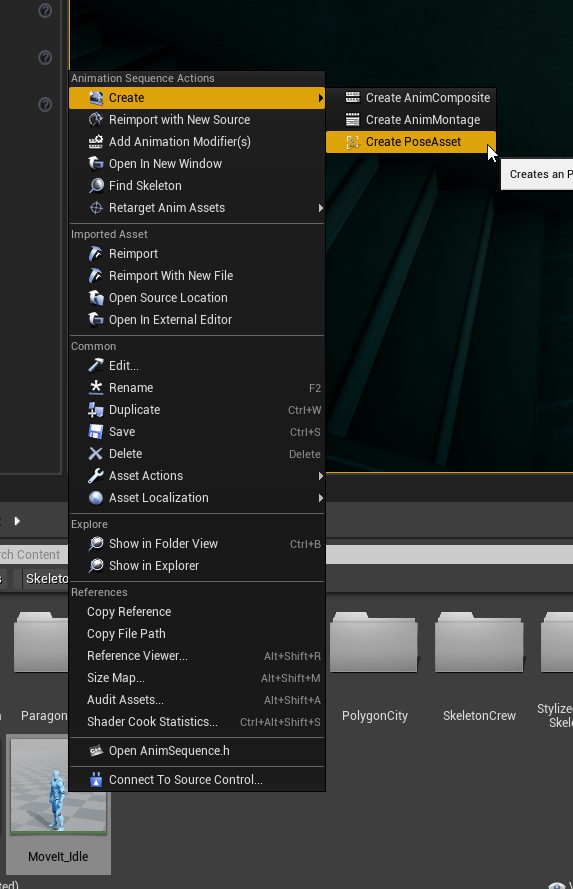 Animation Sequence Actions
Create
Create AnimComposite
Reimport with New Source
Create AnimMontage
Add Animation Modifier(s)
Create PoseAsset
Open In New Window
Creates an P
Find Skeleton
Retarget Anim Assets
Imported Asset
Reimport
Reimport With New File
Open Source Location
Open In External Editor
Common
Edit...
Rename F2
Duplicate Ctrl+W
Save Ctrl+S
Delete Delete
Asset Actions
Asset Localization
Explore
Show in Folder View Ctrl+B
rch Content
Show in Explorer
Skeleto
References
Copy Reference
Copy File Path
Reference Viewer... Alt+Shift+R
Size Map... Alt+Shift+M
Audit Assets... Alt+Shift+A
Shader Cook Statistics... Ctrl+Alt+Shift+S
Paragon
PolygonCity
SkeletonCrew
Stylize
Skel
Open AnimSequence.h
Connect To Source Control...
MoveIt_Idle
ted)